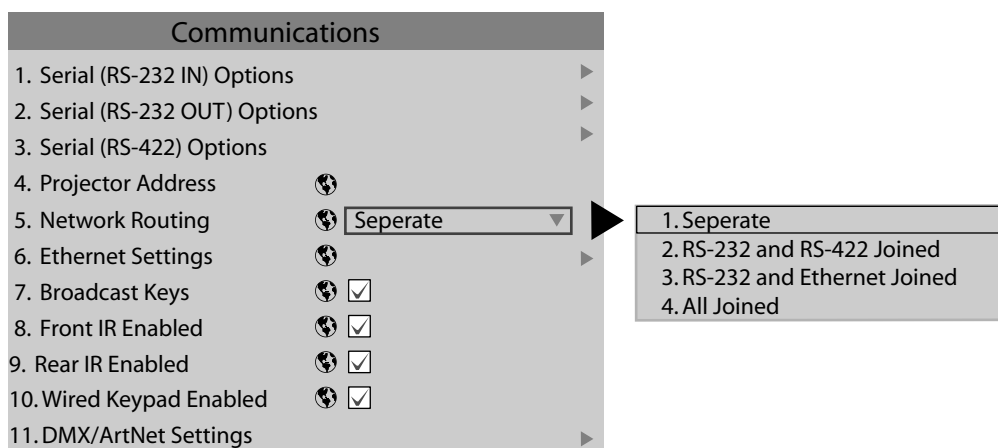 Communications
1. Serial (RS-232 IN) Options
2. Serial (RS-232 OUT) Options
3. Serial (RS-422) Options
4. Projector Address
5. Network Routing
Seperate
6. Ethernet Settings
7. Broadcast Keys
8. Front IR Enabled
9. Rear IR Enabled
10. Wired Keypad Enabled
11. DMX/ArtNet Settings
1. Seperate
2. RS-232 and RS-422 Joined
3. RS-232 and Ethernet Joined
4. All Joined